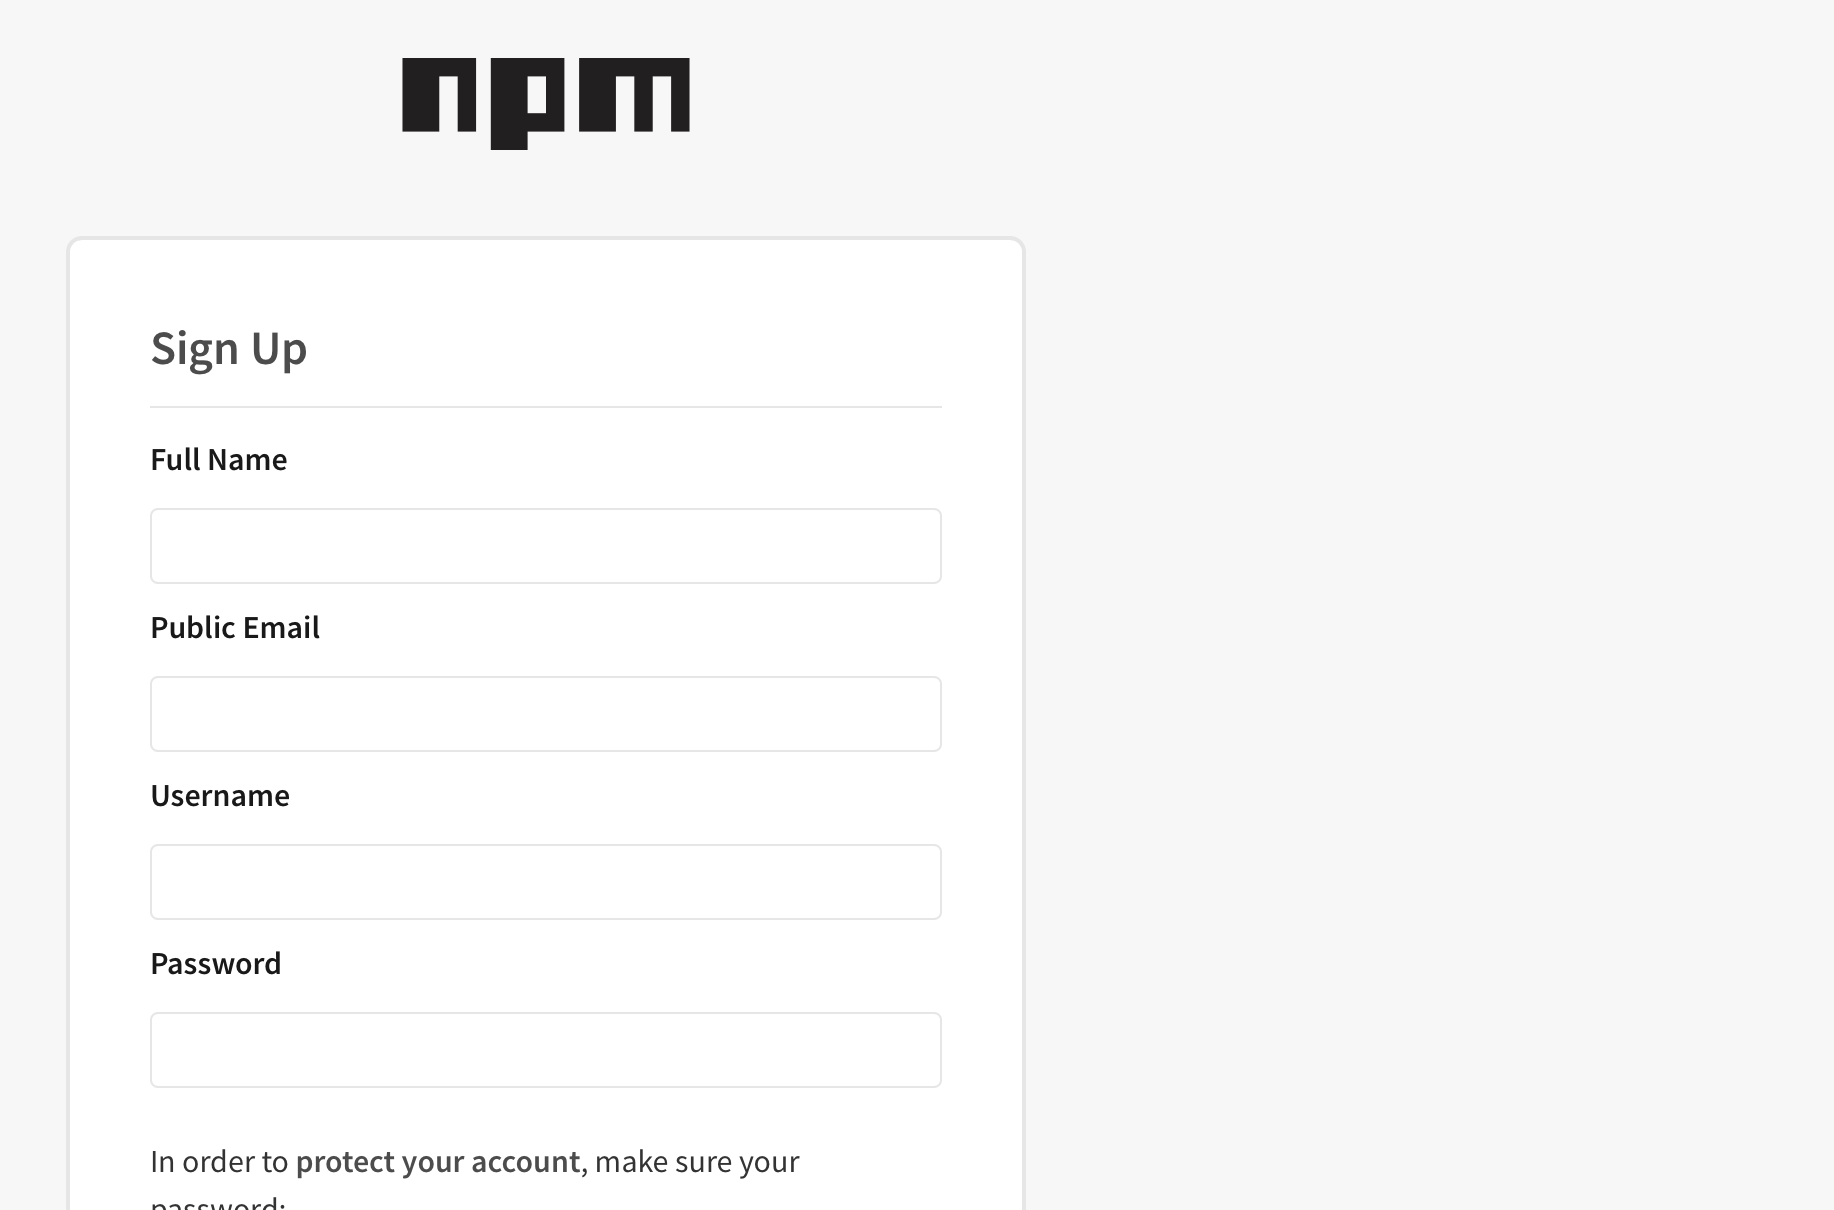 npm
Sign Up
Full Name
Public Email
Username
Password
In order to protect your account, make sure your
password: